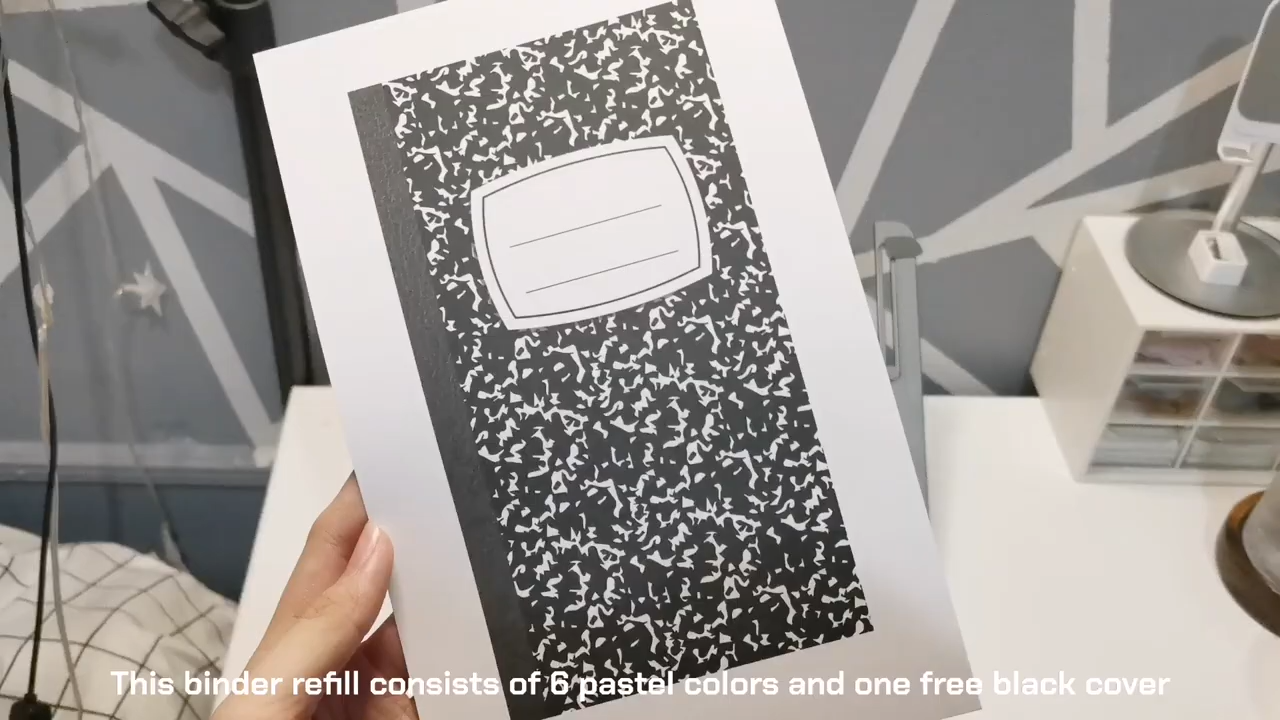 This binder refill consists of 6 pastel colors and one free black cover